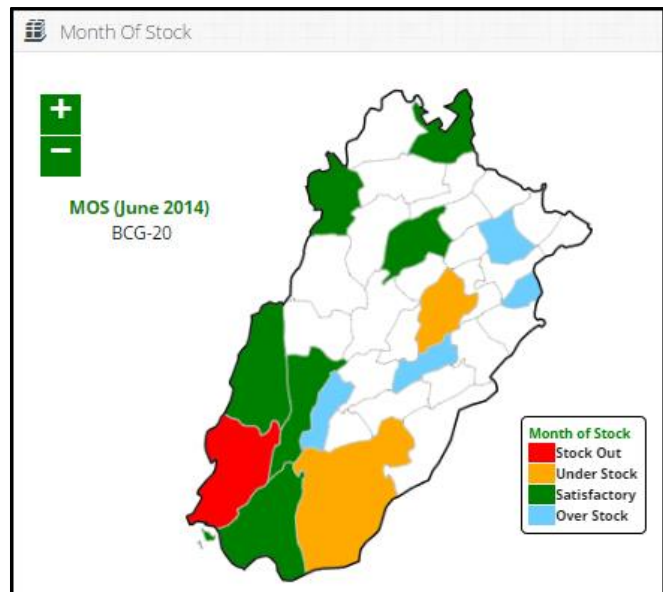 Month Of Stock
+
−
MOS (June 2014)
BCG-20
Month of Stock
Stock Out
Under Stock
Satisfactory
Over Stock